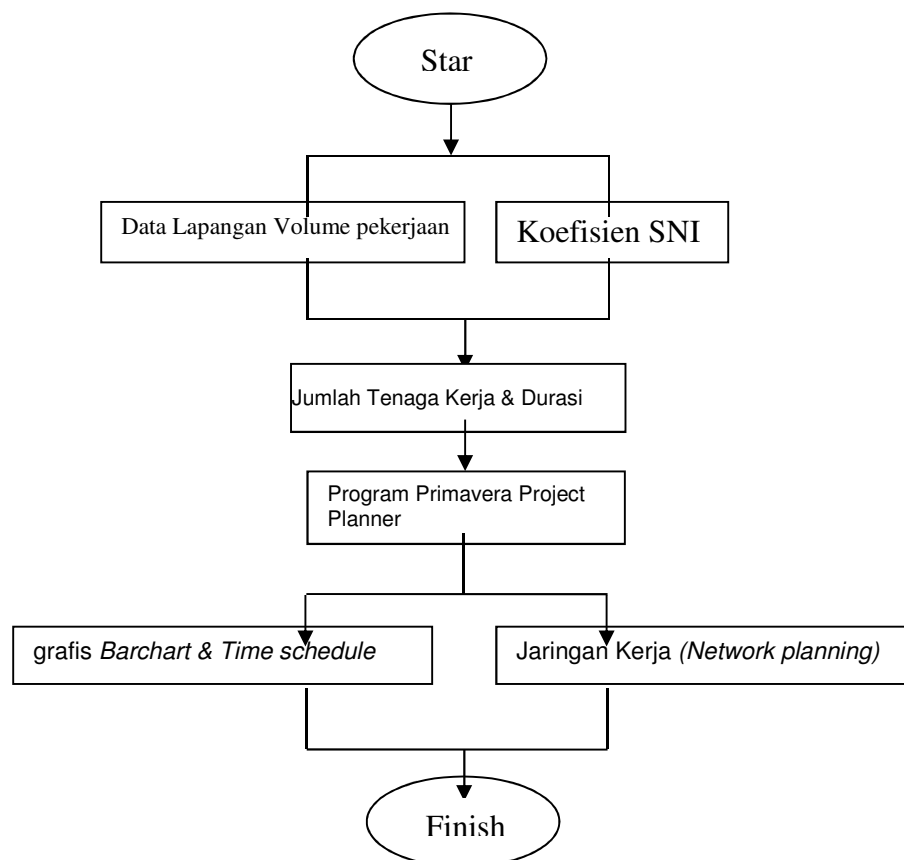 Star
Data Lapangan Volume pekerjaan
Koefisien SNI
Jumlah Tenaga Kerja & Durasi
Program Primavera Project
Planner
grafis Barchart & Time schedule
Jaringan Kerja (Network planning)
Finish